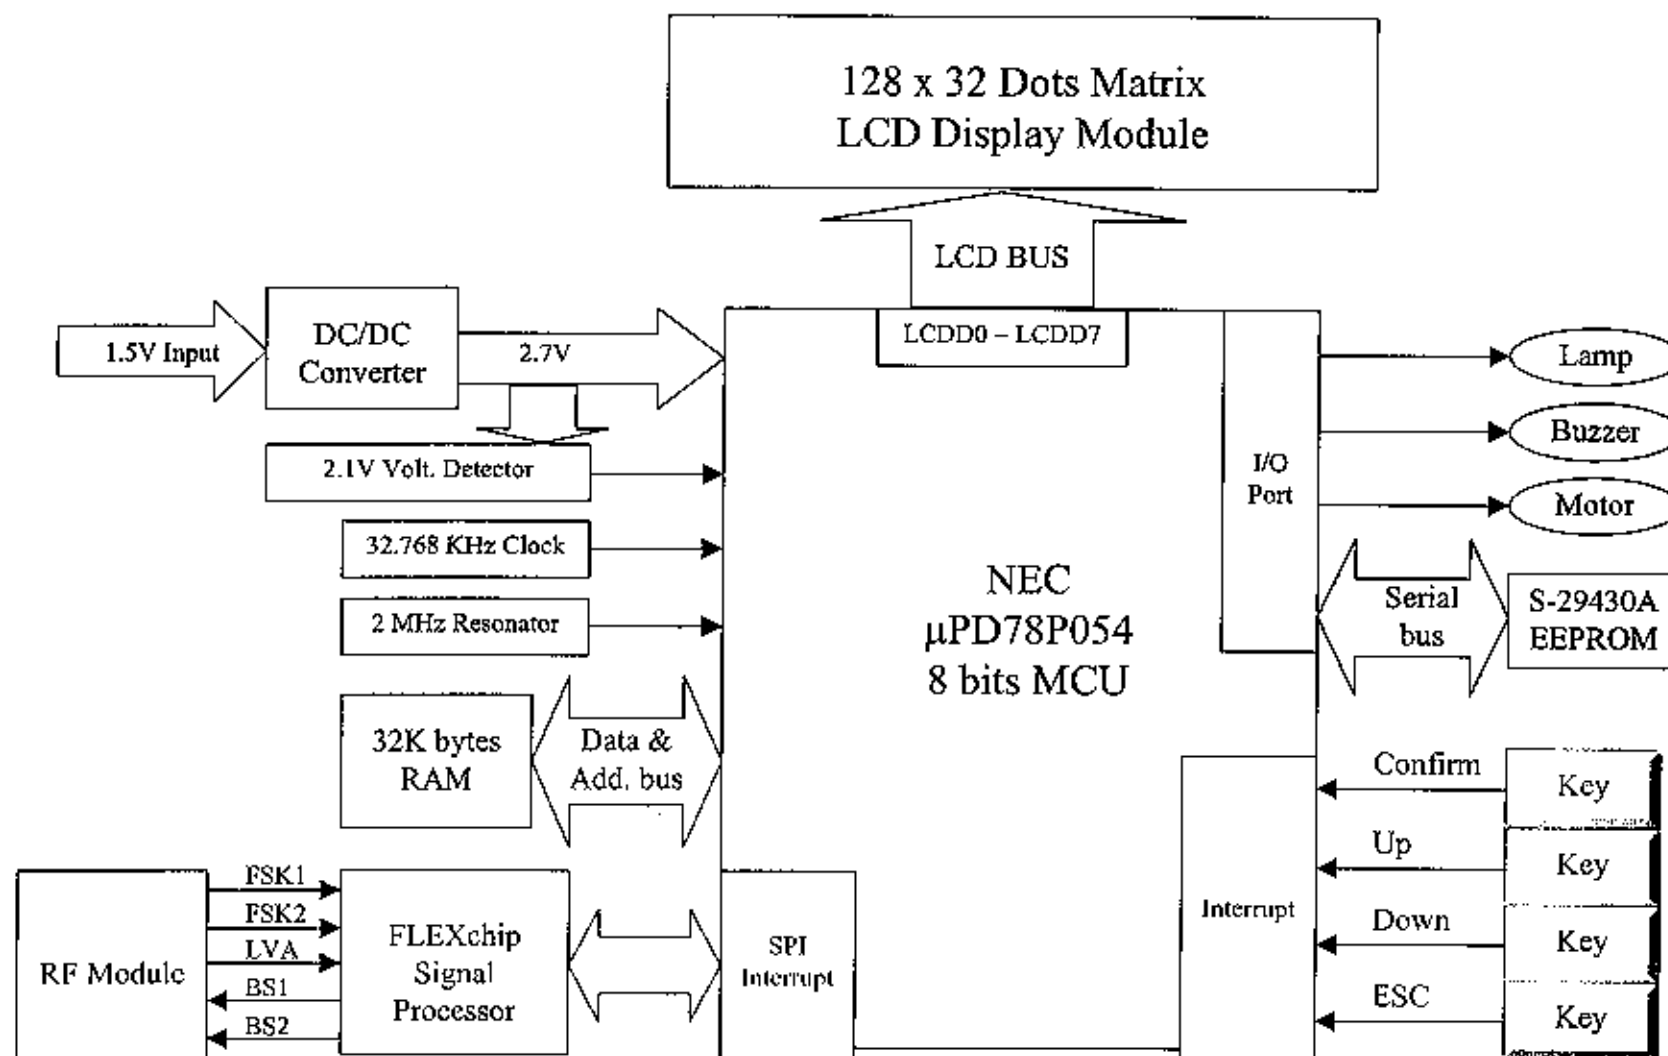 128 x 32 Dots Matrix
LCD Display Module
LCD BUS
LCDD0 – LCDD7
1.5V Input
DC/DC
Converter
2.7V
2.1V Volt. Detector
32.768 KHz Clock
2 MHz Resonator
32K bytes
RAM
Data &
Add. bus
NEC
µPD78P054
8 bits MCU
I/O
Port
Lamp
Buzzer
Motor
Serial
bus
S-29430A
EEPROM
Confirm
Key
Up
Key
Down
Key
ESC
Key
Interrupt
SPI
Interrupt
FLEXchip
Signal
Processor
FSK1
FSK2
LVA
BS1
BS2
RF Module